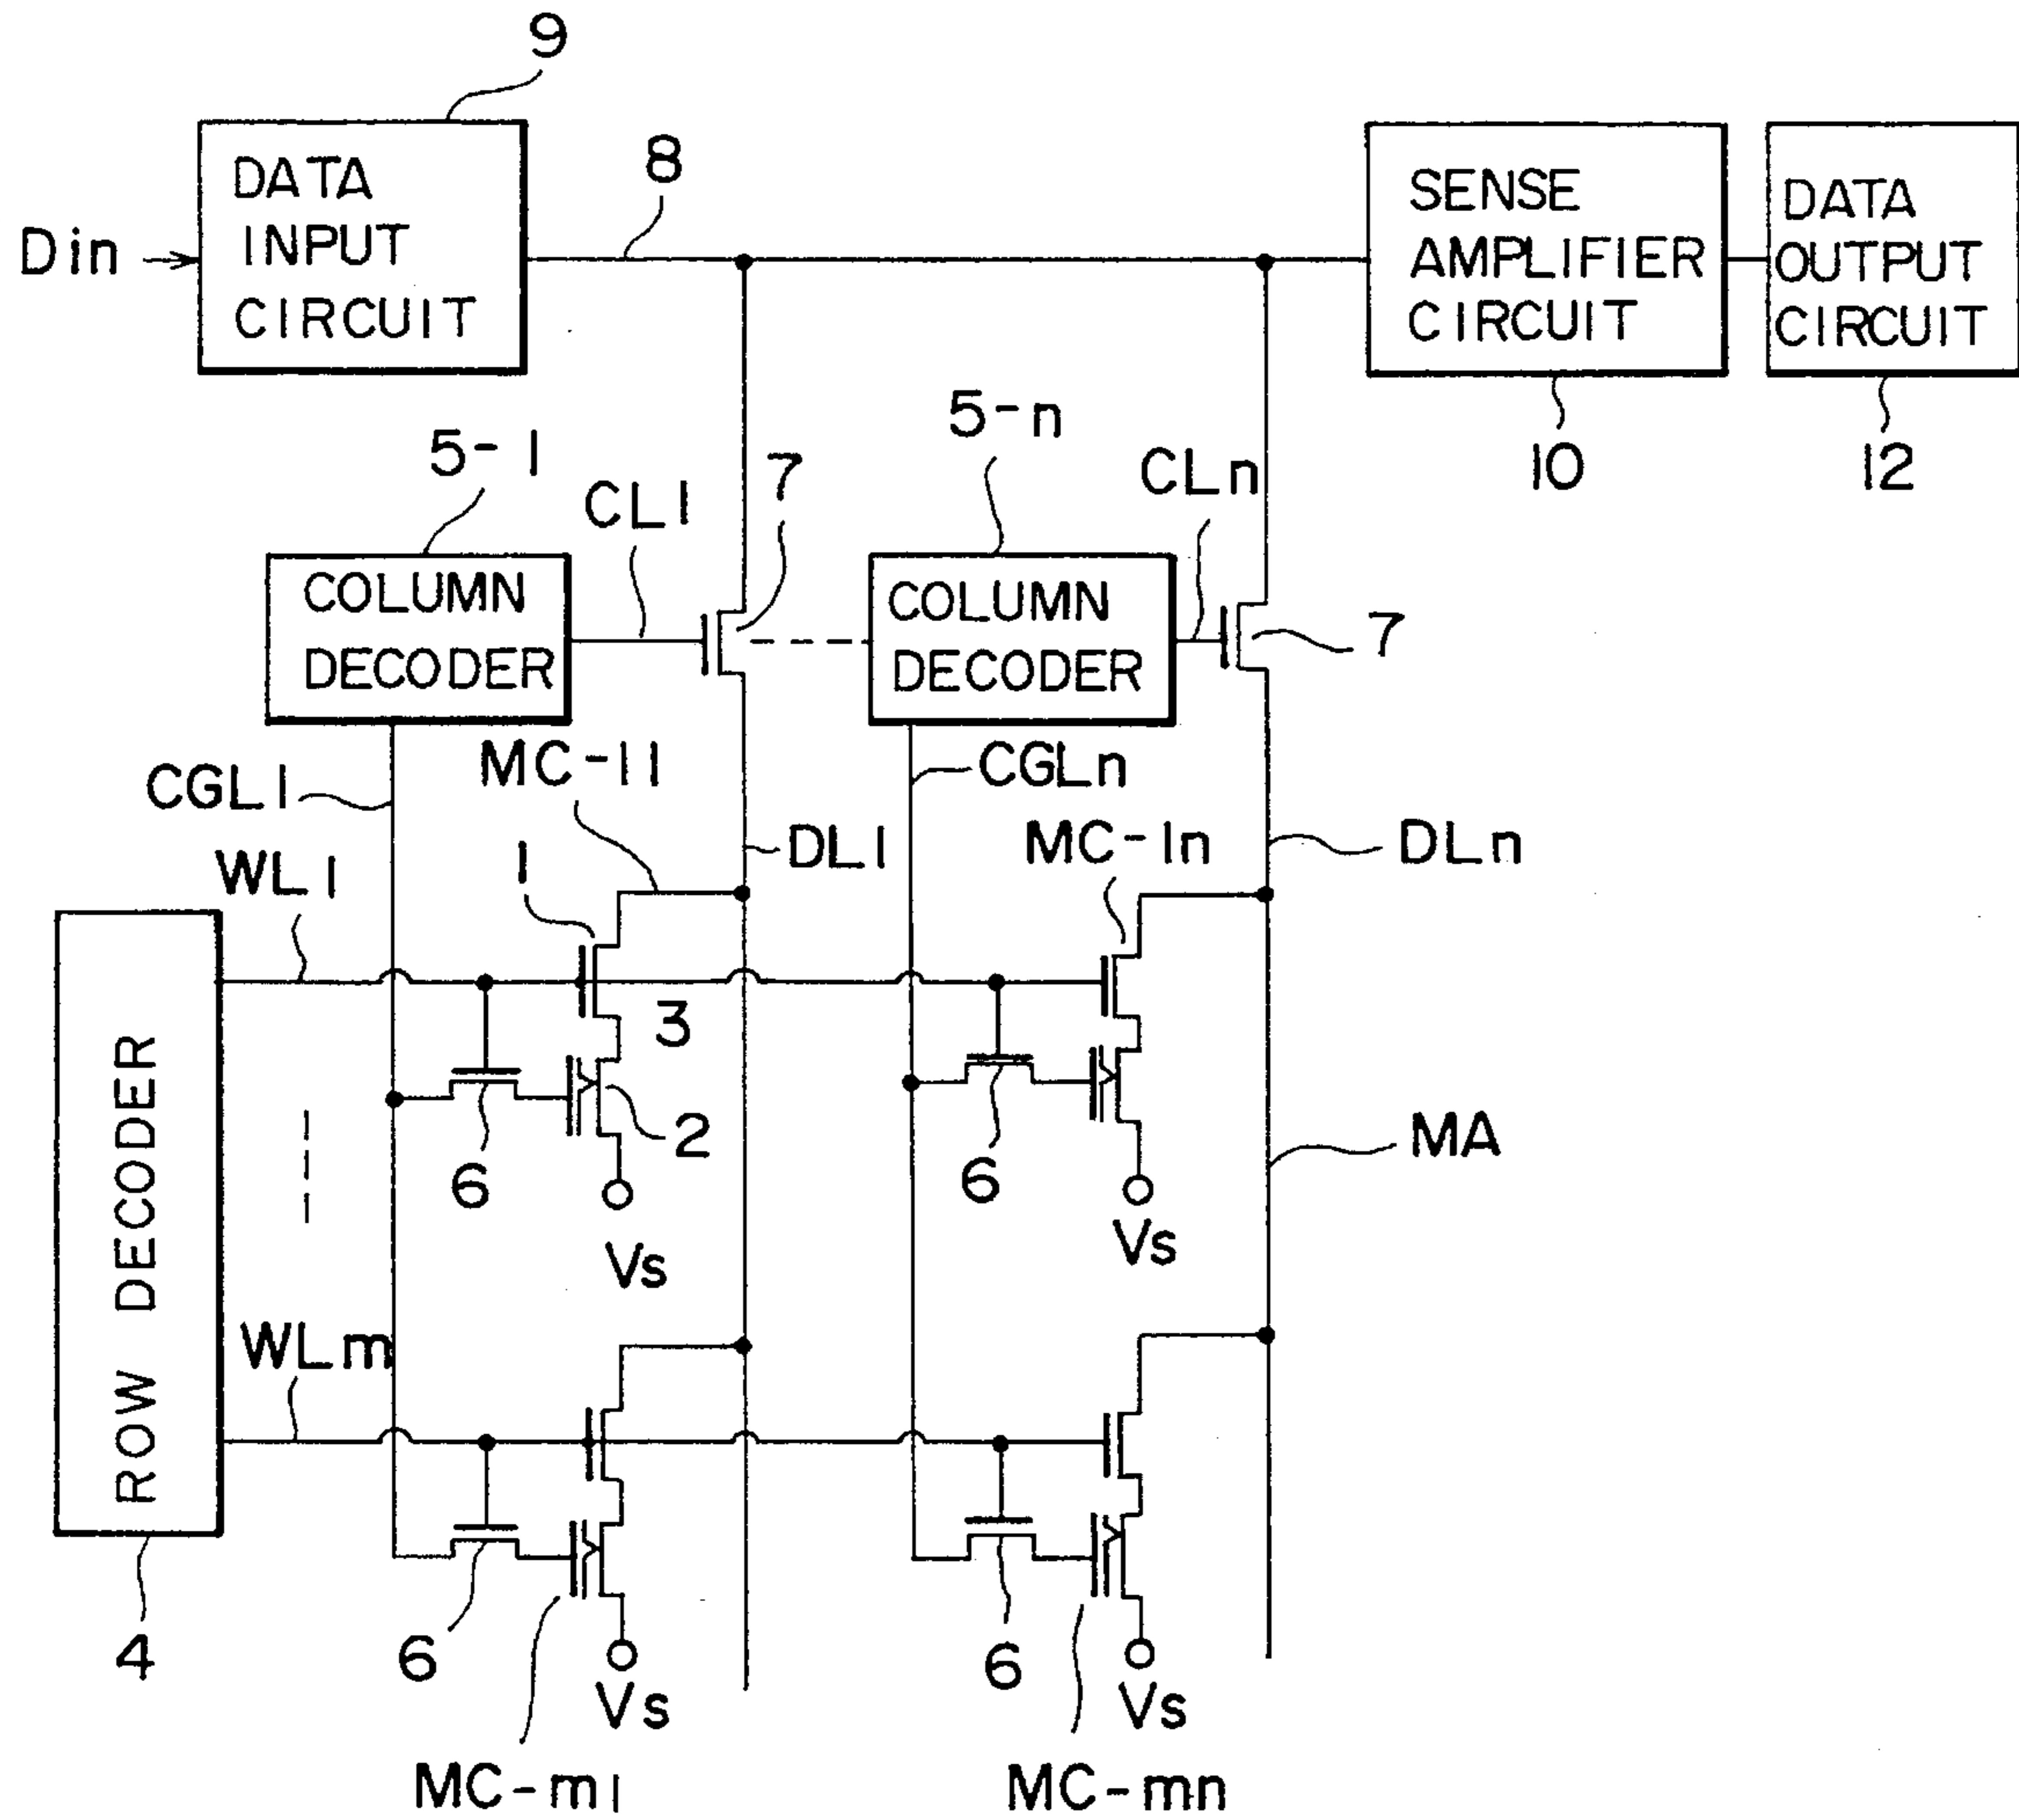 9
DATA
INPUT
CIRCUIT
Din
8
SENSE
AMPLIFIER
CIRCUIT
DATA
OUTPUT
CIRCUIT
10
12
5-1
CL1
7
5-n
CLn
7
COLUMN
DECODER
COLUMN
DECODER
CGL1
MC-11
CGLn
WL1
1
DL1
MC-1n
DLn
3
2
6
6
MA
Vs
Vs
ROW DECODER
WLm
4
6
6
Vs
Vs
MC-m1
MC-mn